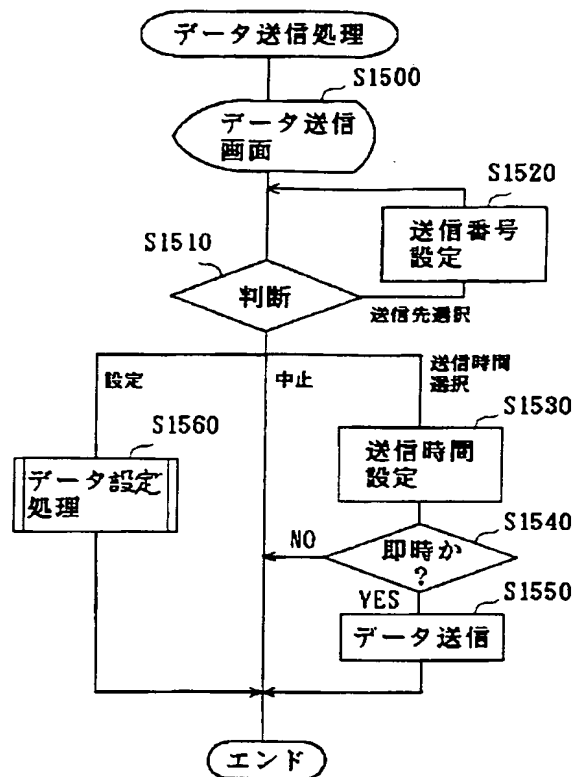 データ送信処理
S1500
データ送信
画面
S1520
送信番号
設定
S1510
判断
送信先選択
設定
中止
送信時間
選択
S1560
データ設定
処理
S1530
送信時間
設定
S1540
NO
即時か
?
YES
S1550
データ送信
エンド